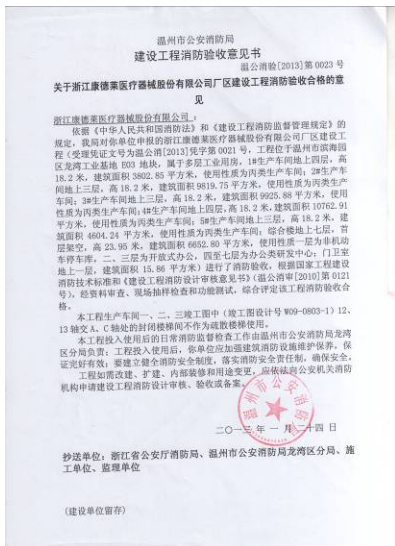 温州市公安消防局
建设工程消防验收意见书
温公消验[2013]第0023号
关于浙江康德莱医疗器械股份有限公司厂区建设工程消防验收合格的意
见
浙江康德莱医疗器械股份有限公司：
依据《中华人民共和国消防法》和《建设工程消防监督管理规定》的
规定，我局对你单位申报的浙江康德莱医疗器械股份有限公司厂区建设工
程（受理凭证文号为温公消[2013]凭字第0021号，工程位于温州市滨海园
区龙湾工业基地E03地块，属于多层工业用房，1#生产车间地上四层，高
18.2米，建筑面积3802.85平方米，使用性质为丙类生产车间；2#生产车
间地上三层，高18.2米，建筑面积9819.75平方米，使用性质为丙类生产车
间；3#生产车间地上三层，高18.2米，建筑面积9925.88平方米，使用
性质为丙类生产车间；4#生产车间地上四层，高18.2米，建筑面积10762.91
平方米，使用性质为丙类生产车间；5#生产车间地上三层，高18.2米，建
筑面积4604.24平方米，使用性质为丙类生产车间；综合楼地上七层，首
层架空，高23.95米，建筑面积6652.80平方米，使用性质一层为非机动
车停车库，二、三层为开放式办公，四至七层为办公类研发中心；门卫室
地上一层，建筑面积15.86平方米）进行了消防验收，根据国家工程建设
消防技术标准和《建设工程消防设计审核意见书》（温公消审[2010]第0121
号），经资料审查、现场抽样检查和功能测试，综合评定该工程消防验收合
格。
本工程生产车间一、二、三竣工图中（竣工图设计号W09-0803-1）12、
13轴交A、C轴处的封闭楼梯间不作为疏散楼梯使用。
本工程投入使用后的日常消防监督检查工作由温州市公安消防局龙湾
区分局负责；工程投入使用后，你单位应加强建筑消防设施维护保养，保
证完好有效；要建立健全消防安全制度，落实消防安全责任制，确保安全。
工程如需改建、扩建、内部装修和用途变更，应依法向公安机关消防
机构申请建设工程消防设计审核、验收或备案。
温州市公安消防局
二〇一三年一月二十四日
抄送单位：浙江省公安厅消防局、温州市公安消防局龙湾区分局、施
工单位、监理单位
（建设单位留存）